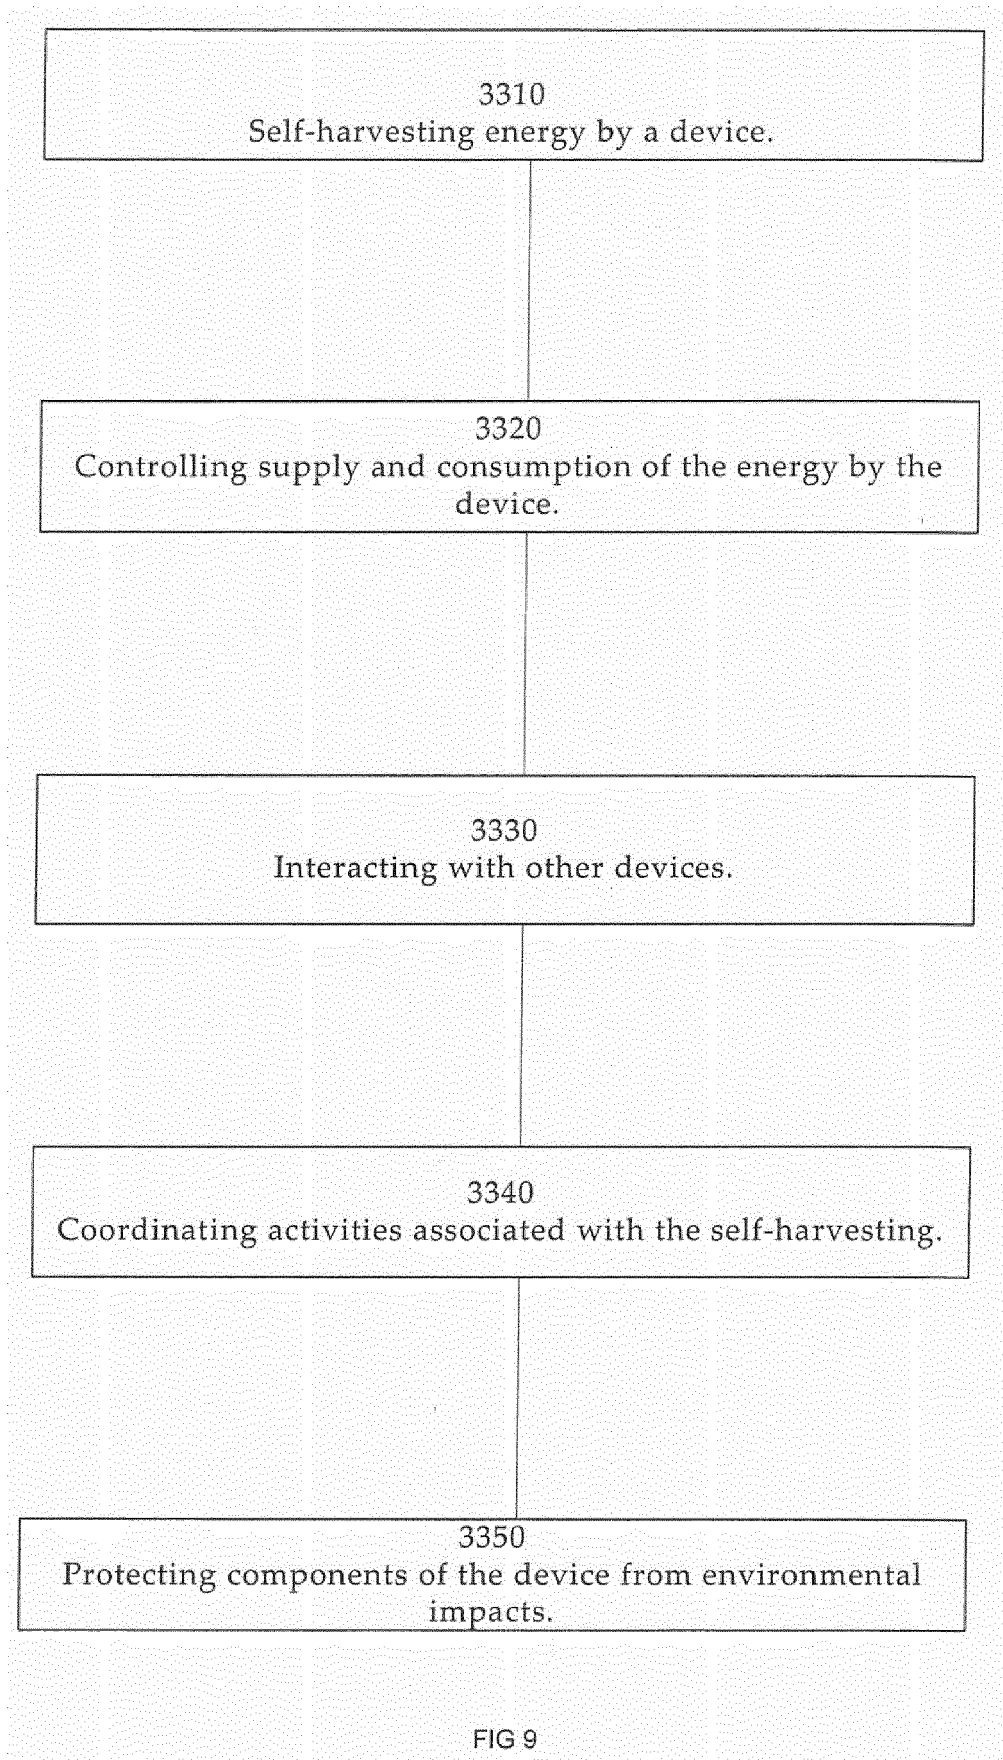 3310
Self-harvesting energy by a device.
3320
Controlling supply and consumption of the energy by the
device.
3330
Interacting with other devices.
3340
Coordinating activities associated with the self-harvesting.
3350
Protecting components of the device from environmental
impacts.
FIG 9